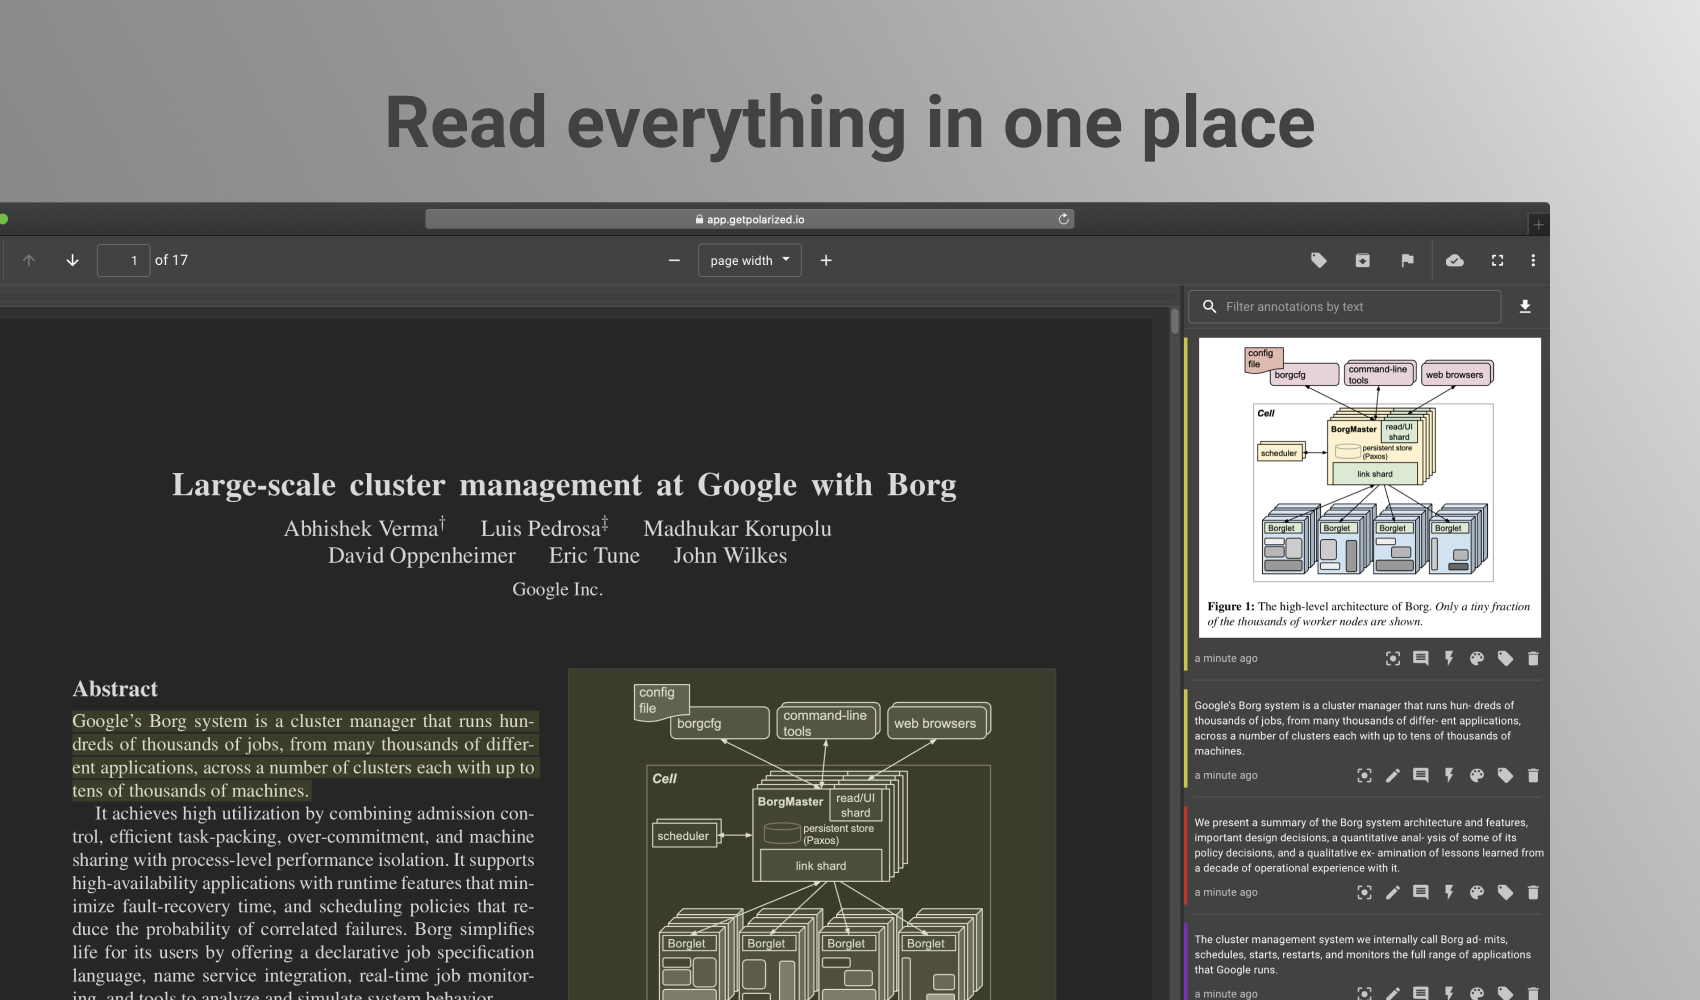 Read everything in one place
app.getpolarized.io
1 of 17
page width
Filter annotations by text
Large-scale cluster management at Google with Borg
Abhishek Verma† Luis Pedrosa‡ Madhukar Korupolu
David Oppenheimer Eric Tune John Wilkes
Google Inc.
Abstract
Google's Borg system is a cluster manager that runs hun-
dreds of thousands of jobs, from many thousands of differ-
ent applications, across a number of clusters each with up to
tens of thousands of machines.
It achieves high utilization by combining admission con-
trol, efficient task-packing, over-commitment, and machine
sharing with process-level performance isolation. It supports
high-availability applications with runtime features that min-
imize fault-recovery time, and scheduling policies that re-
duce the probability of correlated failures. Borg simplifies
life for its users by offering a declarative job specification
language, name service integration, real-time job monitor-
ing, and tools to analyze and simulate system behavior.
config
file
borgcfg
command-line
tools
web browsers
Cell
BorgMaster
read/UI
shard
persistent store
(Paxos)
scheduler
link shard
Borglet
Borglet
Borglet
Borglet
config
file
borgcfg
command-line
tools
web browsers
Cell
BorgMaster
read/UI
shard
persistent store
(Paxos)
scheduler
link shard
Borglet
Borglet
Borglet
Borglet
Figure 1: The high-level architecture of Borg. Only a tiny fraction
of the thousands of worker nodes are shown.
a minute ago
Google's Borg system is a cluster manager that runs hun- dreds of
thousands of jobs, from many thousands of differ- ent applications,
across a number of clusters each with up to tens of thousands of
machines.
a minute ago
We present a summary of the Borg system architecture and features,
important design decisions, a quantitative anal- ysis of some of its
policy decisions, and a qualitative ex- amination of lessons learned from
a decade of operational experience with it.
a minute ago
The cluster management system we internally call Borg ad- mits,
schedules, starts, restarts, and monitors the full range of applications
that Google runs.
a minute ago